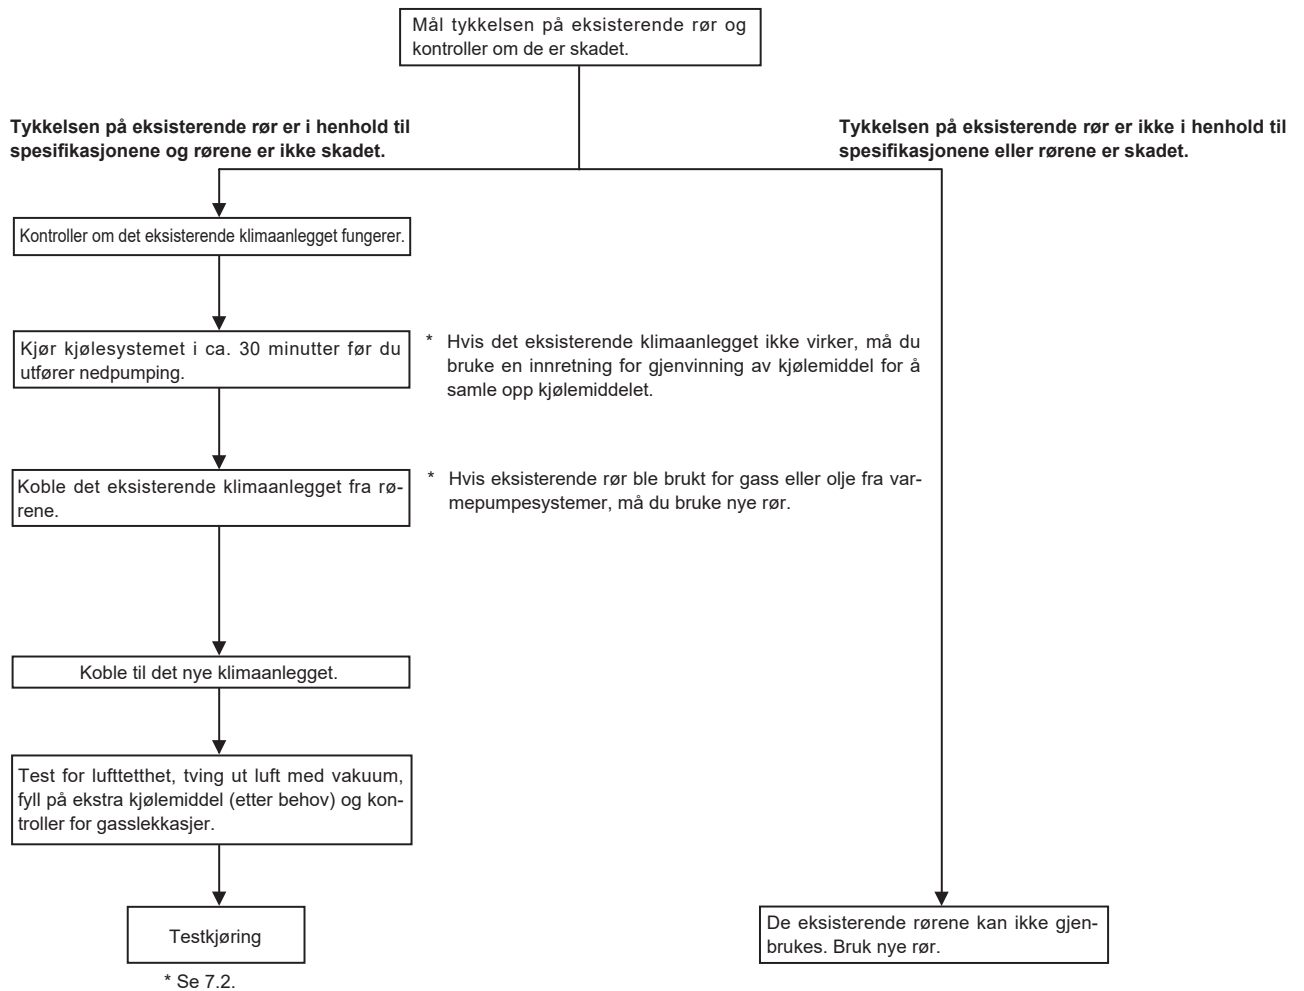 Mål tykkelsen på eksisterende rør og
kontroller om de er skadet.
Tykkelsen på eksisterende rør er i henhold til
spesifikasjonene og rørene er ikke skadet.
Tykkelsen på eksisterende rør er ikke i henhold til
spesifikasjonene eller rørene er skadet.
Kontroller om det eksisterende klimaanlegget fungerer.
Kjør kjølesystemet i ca. 30 minutter før du
utfører nedpumping.
* Hvis det eksisterende klimaanlegget ikke virker, må du
bruke en innretning for gjenvinning av kjølemiddel for å
samle opp kjølemiddelet.
Koble det eksisterende klimaanlegget fra rø-
rene.
* Hvis eksisterende rør ble brukt for gass eller olje fra var-
mepumpesystemer, må du bruke nye rør.
Koble til det nye klimaanlegget.
Test for lufttetthet, tving ut luft med vakuum,
fyll på ekstra kjølemiddel (etter behov) og kon-
troller for gasslekkasjer.
Testkjøring
* Se 7.2.
De eksisterende rørene kan ikke gjen-
brukes. Bruk nye rør.